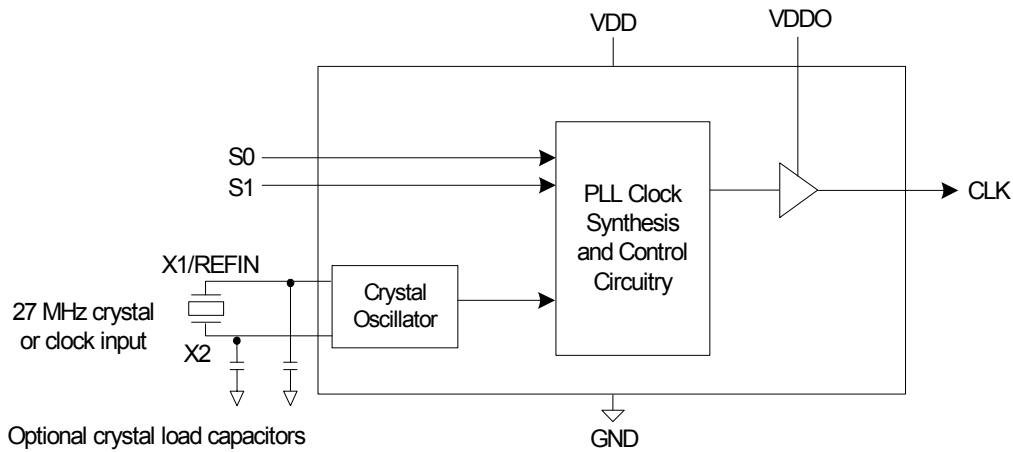 VDD
VDDO
S0
S1
PLL Clock
Synthesis
and Control
Circuitry
CLK
X1/REFIN
Crystal
Oscillator
27 MHz crystal
or clock input
X2
Optional crystal load capacitors
GND